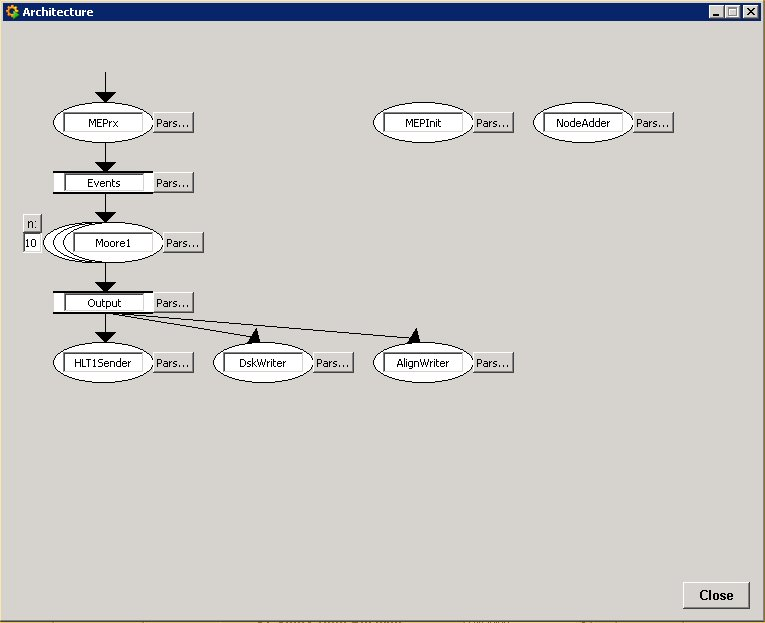 Architecture
MEPrx Pars...
MEPInit Pars...
NodeAdder Pars...
Events Pars...
n:
10 Moore1 Pars...
Output Pars...
HLT1Sender Pars...
DskWriter Pars...
AlignWriter Pars...
Close